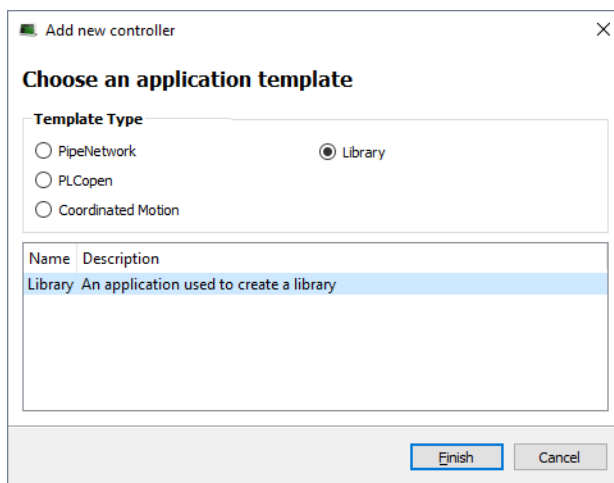 Add new controller
Choose an application template
Template Type
PipeNetwork
Library
PLCopen
Coordinated Motion
Name Description
Library An application used to create a library
Finish Cancel